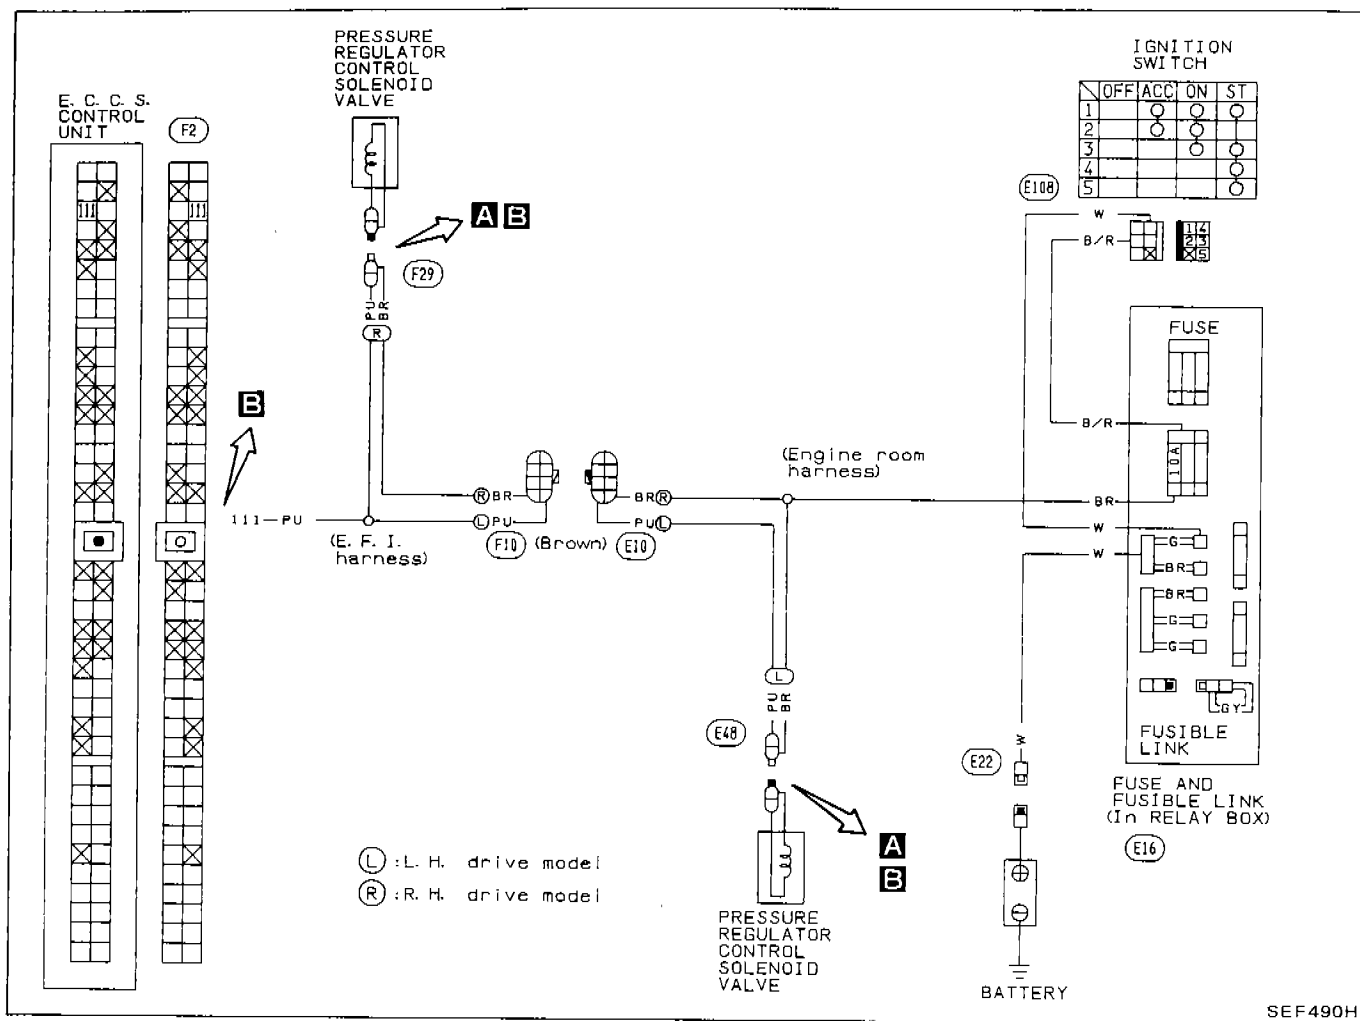 PRESSURE
REGULATOR
CONTROL
SOLENOID
VALVE
E. C. C. S.
CONTROL
UNIT
F2
111
111
A B
F29
PU
BR
R
B
111 PU
(E. F. I.
harness)
R BR
L PU
F10 (Brown) E10
BR R
PU L
(Engine room
harness)
IGNITION
SWITCH
OFF ACC ON ST
1
2
3
4
5
E108
W
B/R
1 4
2 3
5
FUSE
B/R
10A
BR
W
W
G
BR
BR
G
G
GY
FUSIBLE
LINK
FUSE AND
FUSIBLE LINK
(In RELAY BOX)
E16
L
PU
BR
E48
A
B
PRESSURE
REGULATOR
CONTROL
SOLENOID
VALVE
W
E22
BATTERY
L :L. H. drive model
R :R. H. drive model
SEF490H